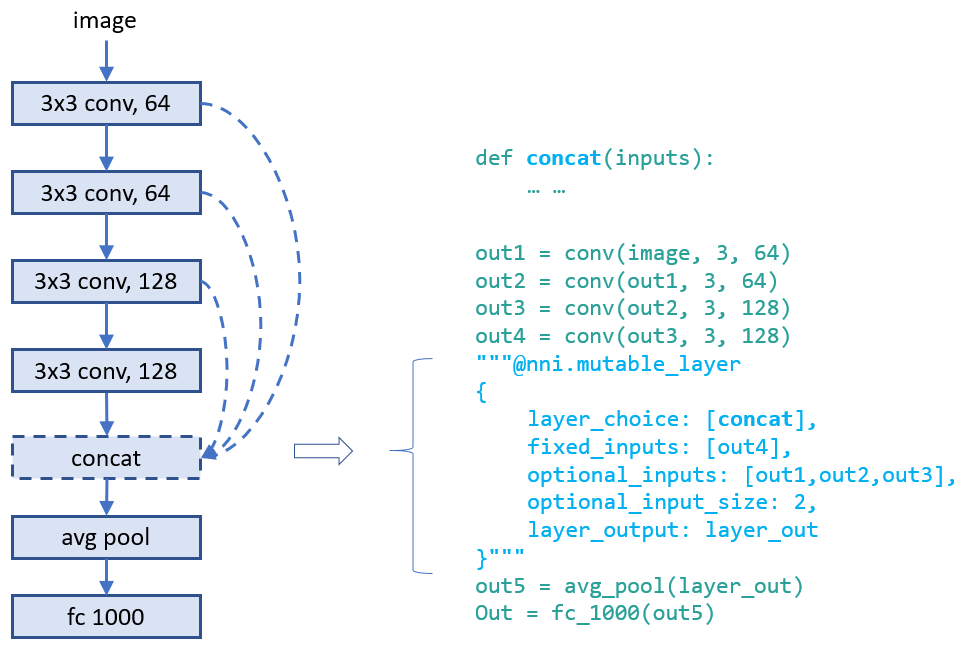 image
3x3 conv, 64
3x3 conv, 64
3x3 conv, 128
3x3 conv, 128
concat
avg pool
fc 1000
def concat(inputs):
    … …
out1 = conv(image, 3, 64)
out2 = conv(out1, 3, 64)
out3 = conv(out2, 3, 128)
out4 = conv(out3, 3, 128)
"""@nni.mutable_layer
{
    layer_choice: [concat],
    fixed_inputs: [out4],
    optional_inputs: [out1,out2,out3],
    optional_input_size: 2,
    layer_output: layer_out
}"""
out5 = avg_pool(layer_out)
Out = fc_1000(out5)